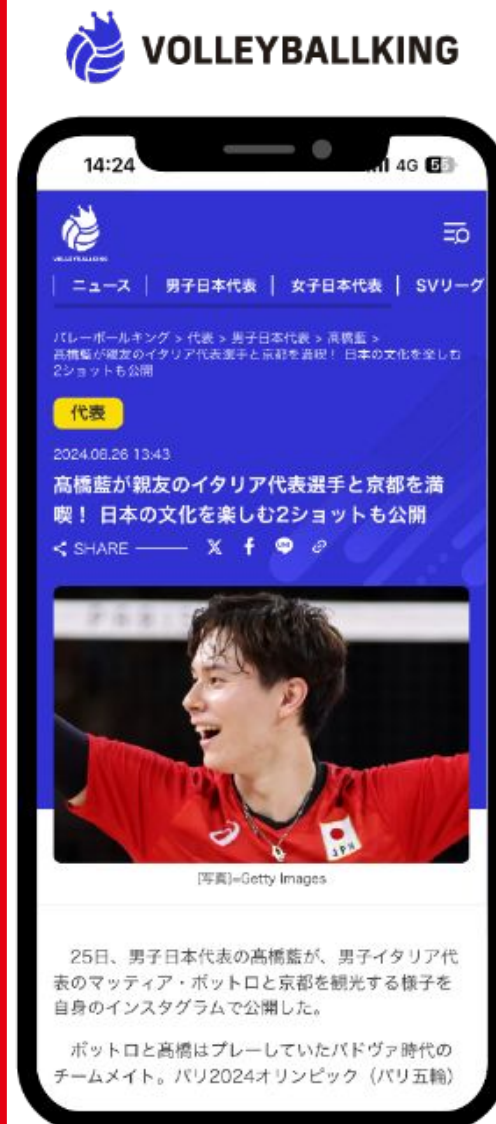 VOLLEYBALLKING
14:24
4G 55
VOLLEYBALLKING
ニュース | 男子日本代表 | 女子日本代表 | SVリーグ
バレーボールキング > 代表 > 男子日本代表 > 髙橋藍 >
髙橋藍が親友のイタリア代表選手と京都を満喫! 日本の文化を楽しむ
2ショットも公開
代表
2024.08.26 13:43
髙橋藍が親友のイタリア代表選手と京都を満
喫! 日本の文化を楽しむ2ショットも公開
SHARE
LINE
JPN
[写真]=Getty Images
25日、男子日本代表の髙橋藍が、男子イタリア代
表のマッティア・ボットロと京都を観光する様子を
自身のインスタグラムで公開した。
ボットロと髙橋はプレーしていたパドヴァ時代の
チームメイト。パリ2024オリンピック(パリ五輪)